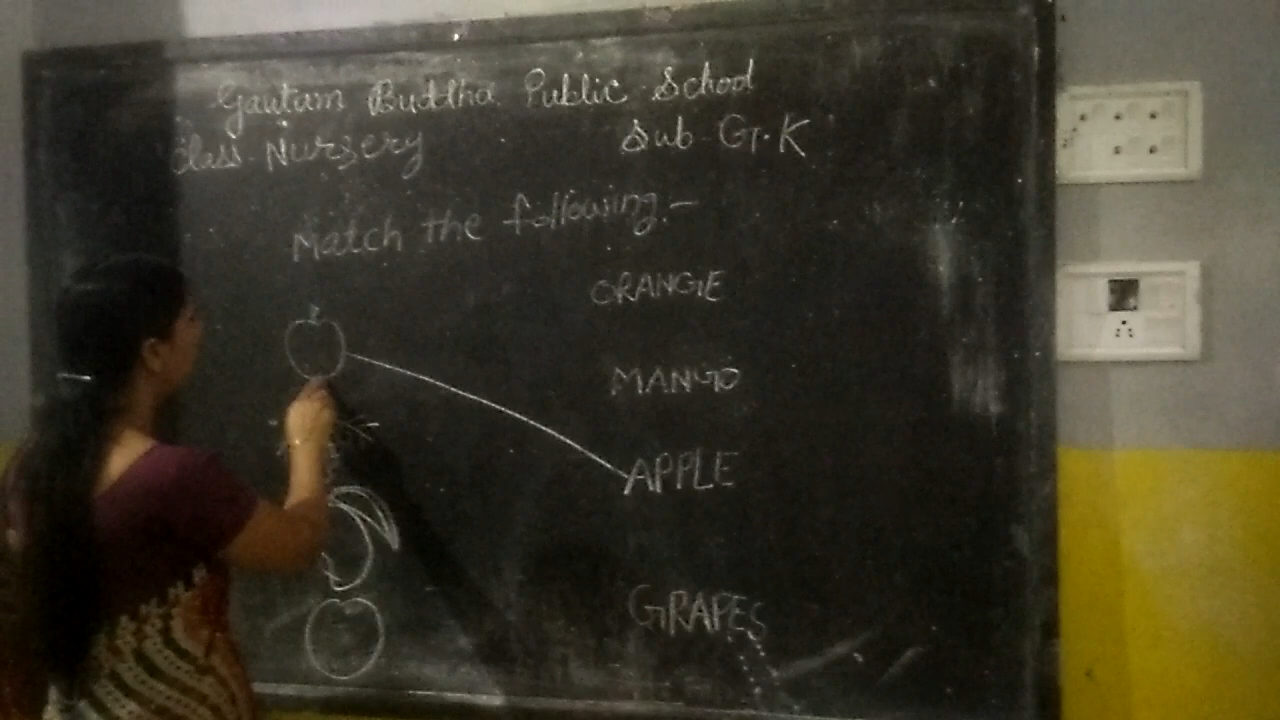 Gautam Buddha Public School
Class - Nursery Sub - G.K
Match the following :-
ORANGE
MANGO
APPLE
GRAPES